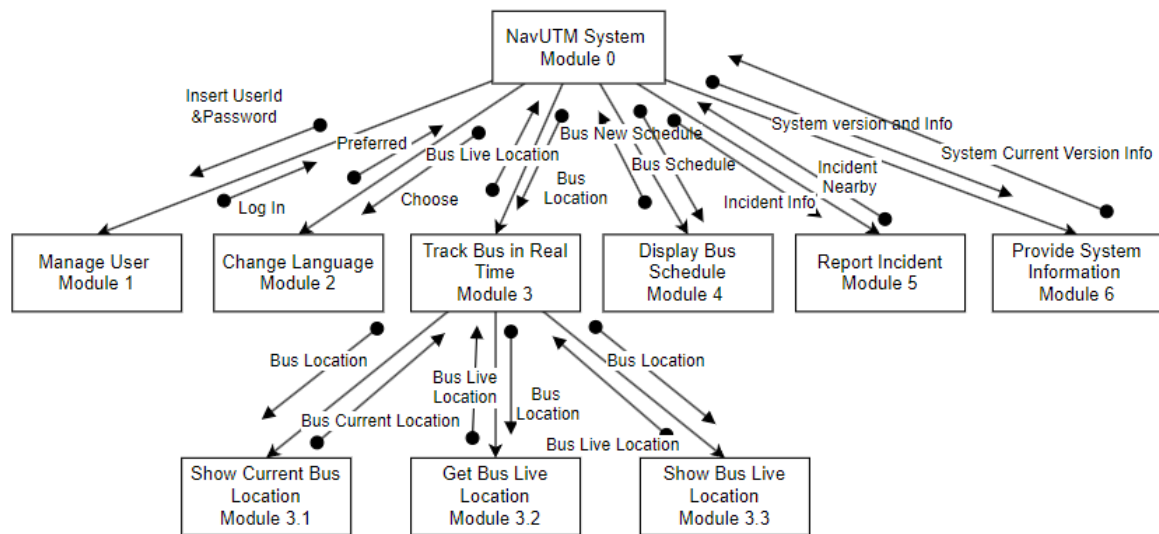 NavUTM System
Module 0
Insert UserId
&Password
Preferred
Bus Live Location
Bus New Schedule
System version and Info
System Current Version Info
Log In
Choose
Bus
Location
Bus Schedule
Incident Info
Incident
Nearby
Manage User
Module 1
Change Language
Module 2
Track Bus in Real
Time
Module 3
Display Bus
Schedule
Module 4
Report Incident
Module 5
Provide System
Information
Module 6
Bus Location
Bus Current Location
Bus Live
Location
Bus
Location
Bus Live Location
Bus Location
Show Current Bus
Location
Module 3.1
Get Bus Live
Location
Module 3.2
Show Bus Live
Location
Module 3.3